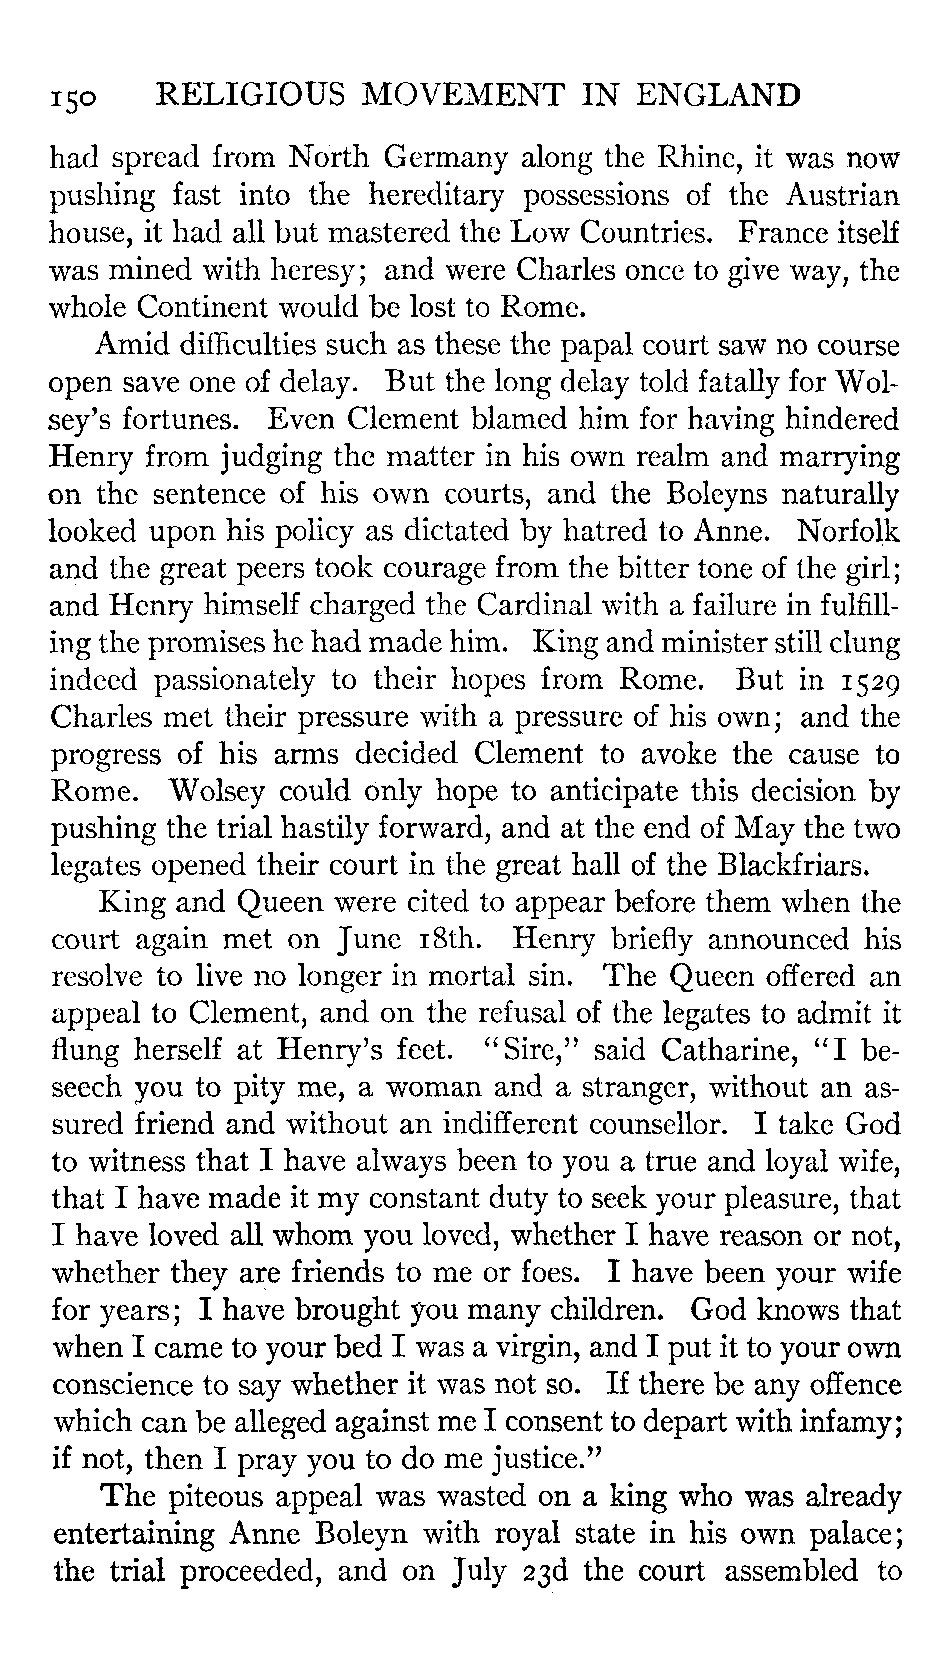 150 RELIGIOUS MOVEMENT IN ENGLAND
had spread from North Germany along the Rhine, it was now
pushing fast into the hereditary possessions of the Austrian
house, it had all but mastered the Low Countries. France itself
was mined with heresy; and were Charles once to give way, the
whole Continent would be lost to Rome.
Amid difficulties such as these the papal court saw no course
open save one of delay. But the long delay told fatally for Wol-
sey's fortunes. Even Clement blamed him for having hindered
Henry from judging the matter in his own realm and marrying
on the sentence of his own courts, and the Boleyns naturally
looked upon his policy as dictated by hatred to Anne. Norfolk
and the great peers took courage from the bitter tone of the girl;
and Henry himself charged the Cardinal with a failure in fulfill-
ing the promises he had made him. King and minister still clung
indeed passionately to their hopes from Rome. But in 1529
Charles met their pressure with a pressure of his own; and the
progress of his arms decided Clement to avoke the cause to
Rome. Wolsey could only hope to anticipate this decision by
pushing the trial hastily forward, and at the end of May the two
legates opened their court in the great hall of the Blackfriars.
King and Queen were cited to appear before them when the
court again met on June 18th. Henry briefly announced his
resolve to live no longer in mortal sin. The Queen offered an
appeal to Clement, and on the refusal of the legates to admit it
flung herself at Henry's feet. "Sire," said Catharine, "I be-
seech you to pity me, a woman and a stranger, without an as-
sured friend and without an indifferent counsellor. I take God
to witness that I have always been to you a true and loyal wife,
that I have made it my constant duty to seek your pleasure, that
I have loved all whom you loved, whether I have reason or not,
whether they are friends to me or foes. I have been your wife
for years; I have brought you many children. God knows that
when I came to your bed I was a virgin, and I put it to your own
conscience to say whether it was not so. If there be any offence
which can be alleged against me I consent to depart with infamy;
if not, then I pray you to do me justice."
The piteous appeal was wasted on a king who was already
entertaining Anne Boleyn with royal state in his own palace;
the trial proceeded, and on July 23d the court assembled to